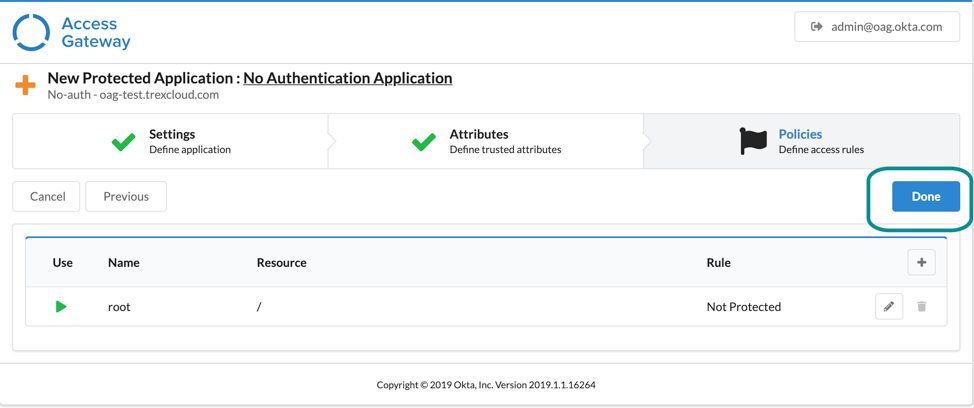 Access
Gateway
admin@oag.okta.com
New Protected Application : No Authentication Application
No-auth - oag-test.trexcloud.com
Settings
Define application
Attributes
Define trusted attributes
Policies
Define access rules
Cancel
Previous
Done
Use Name Resource Rule
root / Not Protected
Copyright © 2019 Okta, Inc. Version 2019.1.1.16264